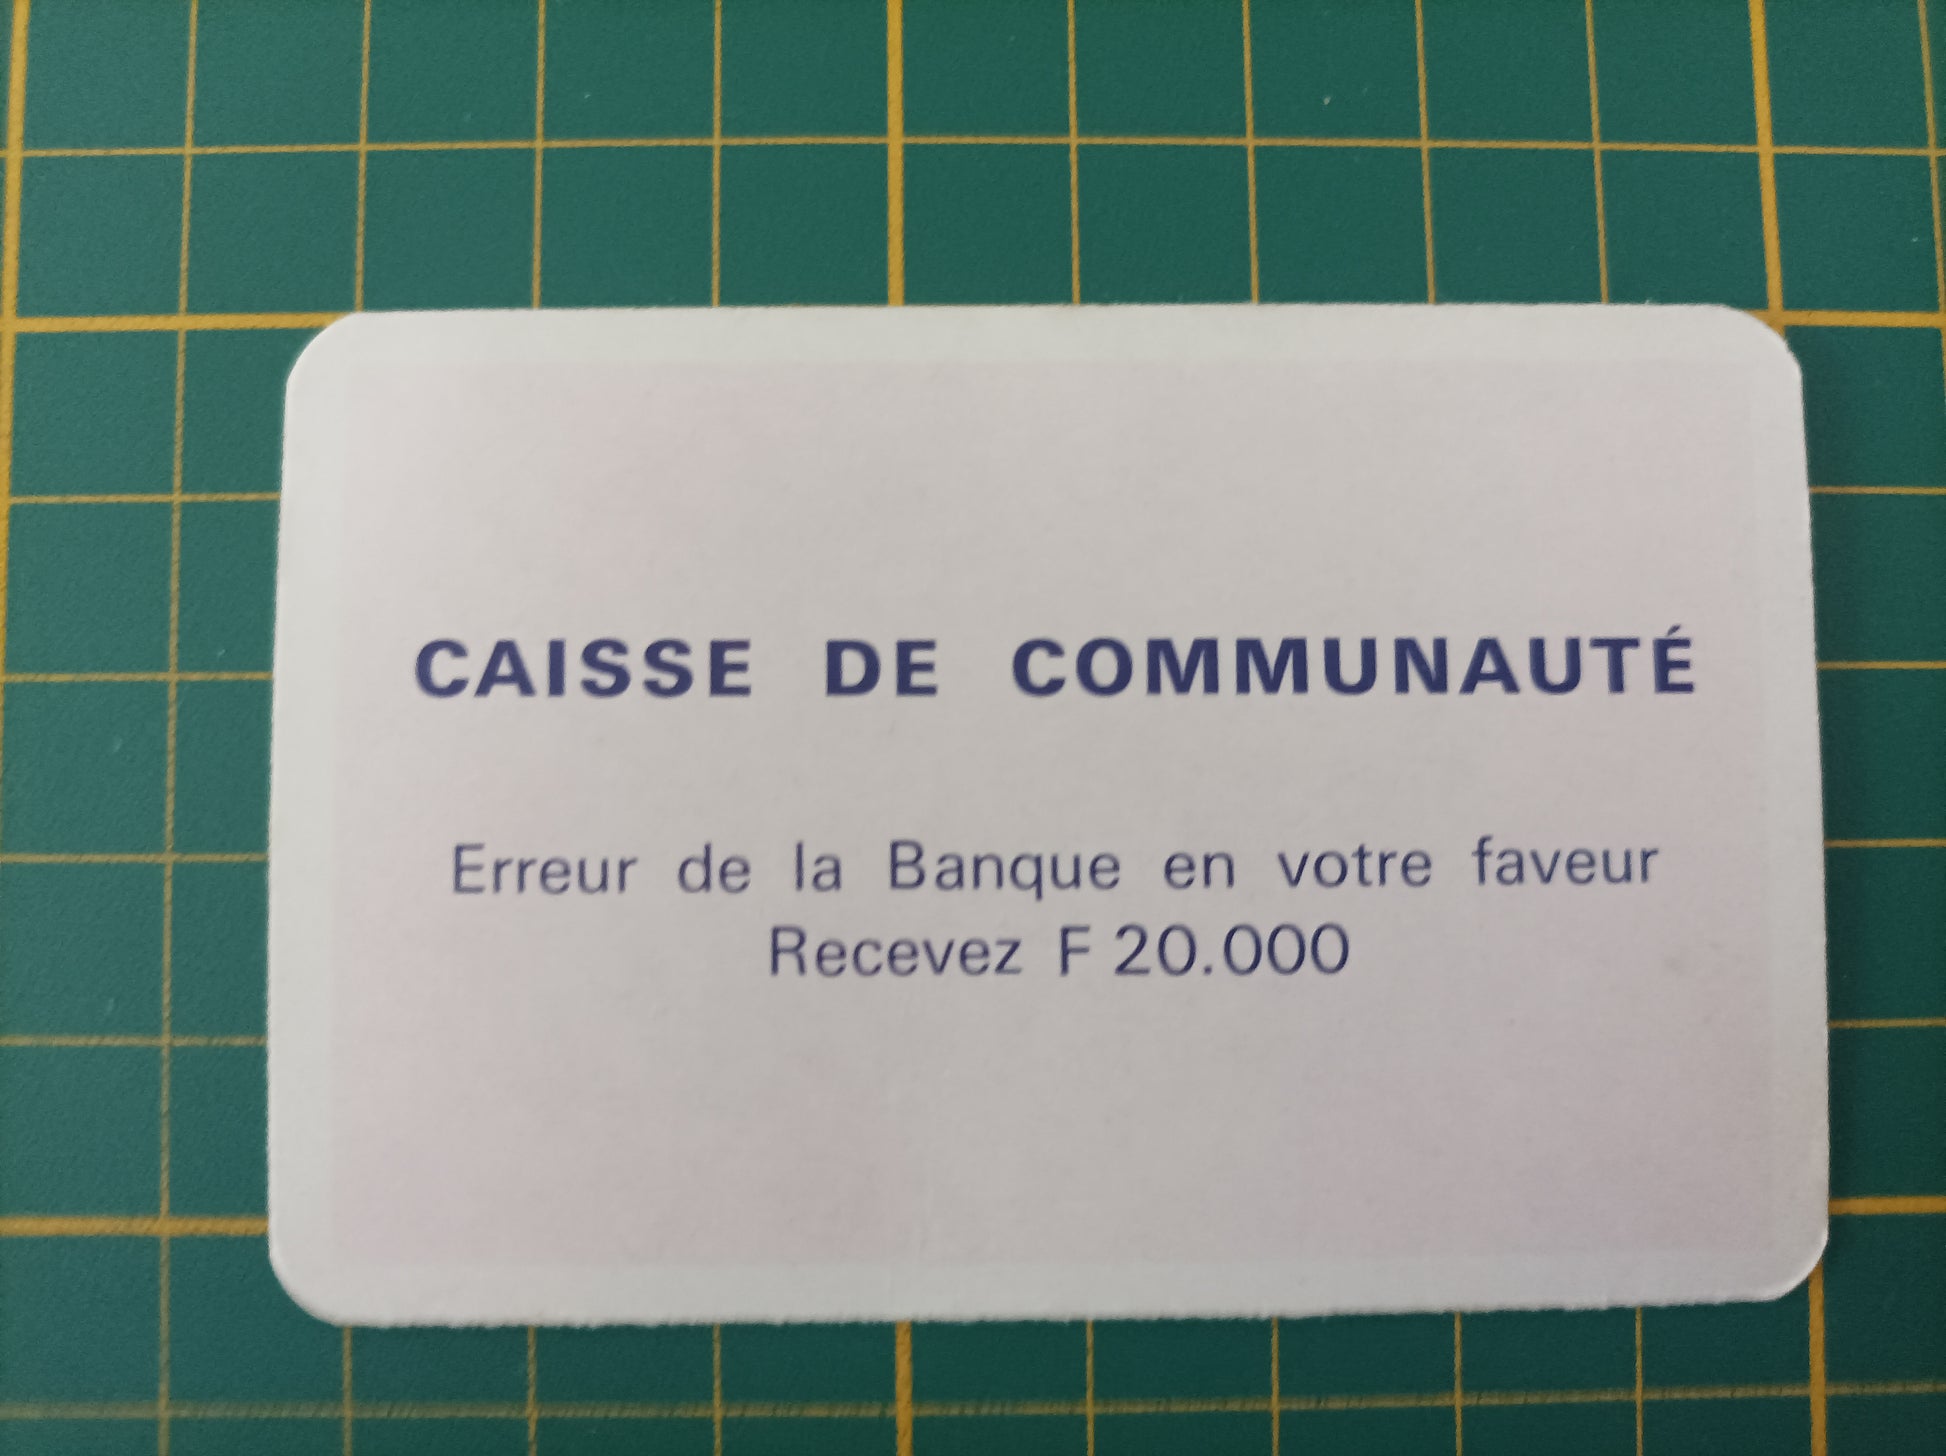 CAISSE DE COMMUNAUTÉ
Erreur de la Banque en votre faveur
Recevez F 20.000